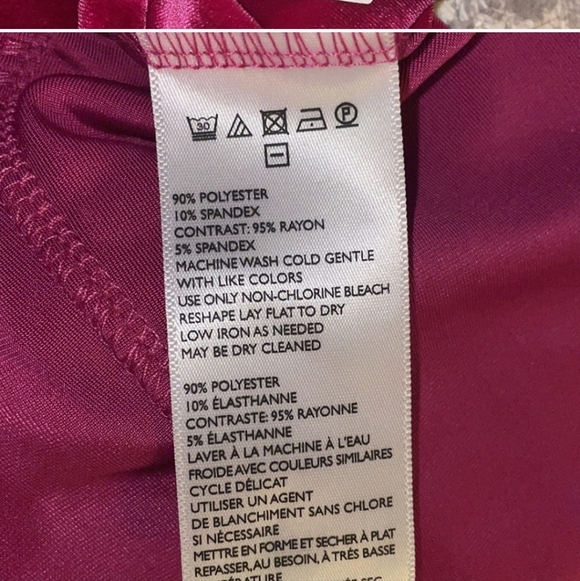 30 P
90% POLYESTER
10% SPANDEX
CONTRAST: 95% RAYON
5% SPANDEX
MACHINE WASH COLD GENTLE
WITH LIKE COLORS
USE ONLY NON-CHLORINE BLEACH
RESHAPE LAY FLAT TO DRY
LOW IRON AS NEEDED
MAY BE DRY CLEANED
90% POLYESTER
10% ÉLASTHANNE
CONTRASTE: 95% RAYONNE
5% ÉLASTHANNE
LAVER À LA MACHINE À L'EAU
FROIDE AVEC COULEURS SIMILAIRES
CYCLE DÉLICAT
UTILISER UN AGENT
DE BLANCHIMENT SANS CHLORE
SI NÉCESSAIRE
METTRE EN FORME ET SECHER À PLAT
REPASSER, AU BESOIN, À TRÈS BASSE